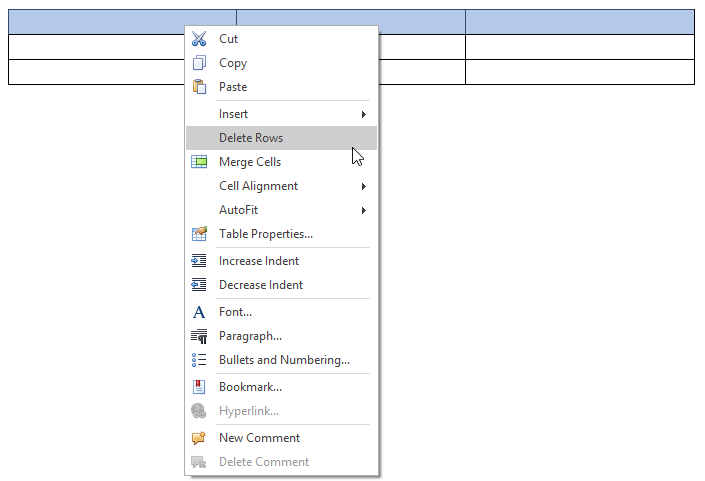 Cut
Copy
Paste
Insert
Delete Rows
Merge Cells
Cell Alignment
AutoFit
Table Properties...
Increase Indent
Decrease Indent
Font...
Paragraph...
Bullets and Numbering...
Bookmark...
Hyperlink...
New Comment
Delete Comment